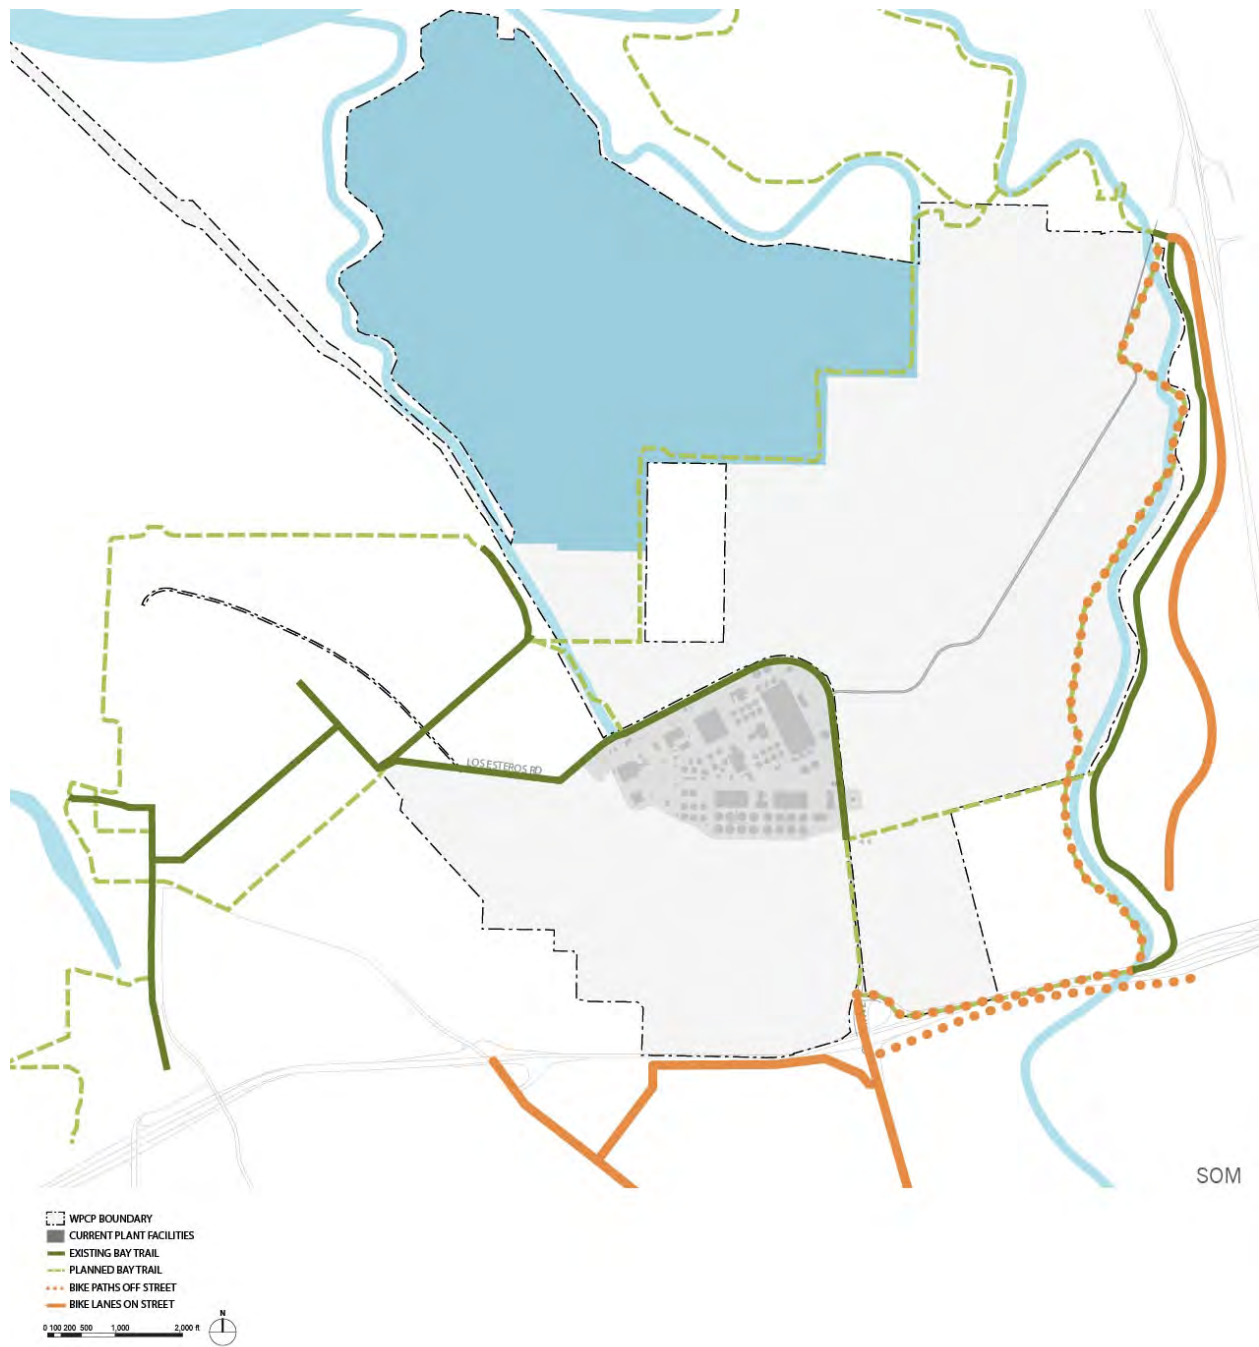 LOS ESTEROS RD
SOM
WPCP BOUNDARY
CURRENT PLANT FACILITIES
EXISTING BAY TRAIL
PLANNED BAY TRAIL
BIKE PATHS OFF STREET
BIKE LANES ON STREET
N
0 100 200 500 1,000 2,000 ft